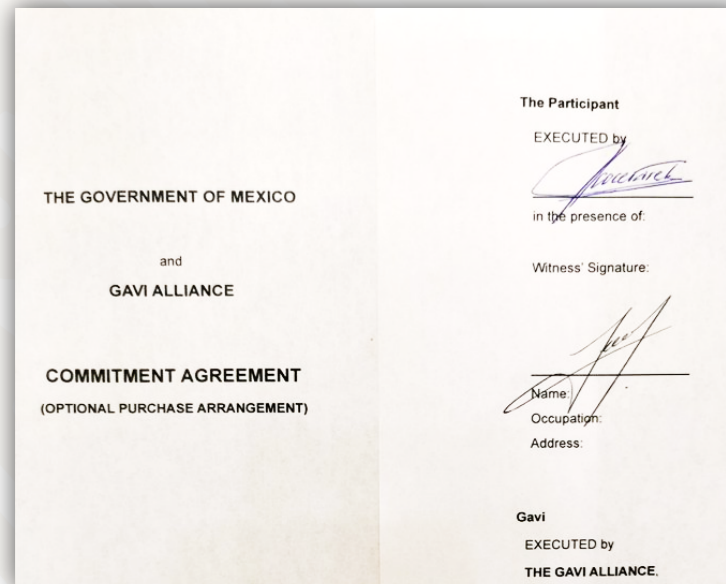 THE GOVERNMENT OF MEXICO
and
GAVI ALLIANCE
COMMITMENT AGREEMENT
(OPTIONAL PURCHASE ARRANGEMENT)
The Participant
EXECUTED by
in the presence of:
Witness' Signature:
Name:
Occupation:
Address:
Gavi
EXECUTED by
THE GAVI ALLIANCE,